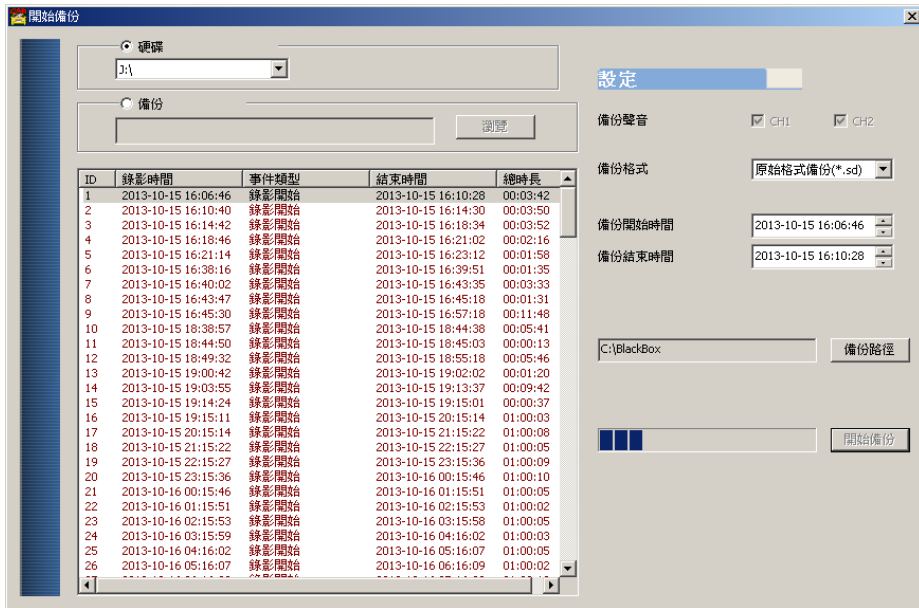 開始備份
硬碟
J:\
備份
瀏覽
ID 錄影時間 事件類型 結束時間 總時長
1 2013-10-15 16:06:46 錄影開始 2013-10-15 16:10:28 00:03:42
2 2013-10-15 16:10:40 錄影開始 2013-10-15 16:14:30 00:03:50
3 2013-10-15 16:14:42 錄影開始 2013-10-15 16:18:34 00:03:52
4 2013-10-15 16:18:46 錄影開始 2013-10-15 16:21:02 00:02:16
5 2013-10-15 16:21:14 錄影開始 2013-10-15 16:23:12 00:01:58
6 2013-10-15 16:38:16 錄影開始 2013-10-15 16:39:51 00:01:35
7 2013-10-15 16:40:02 錄影開始 2013-10-15 16:43:35 00:03:33
8 2013-10-15 16:43:47 錄影開始 2013-10-15 16:45:18 00:01:31
9 2013-10-15 16:45:30 錄影開始 2013-10-15 16:57:18 00:11:48
10 2013-10-15 18:38:57 錄影開始 2013-10-15 18:44:38 00:05:41
11 2013-10-15 18:44:50 錄影開始 2013-10-15 18:45:03 00:00:13
12 2013-10-15 18:49:32 錄影開始 2013-10-15 18:55:18 00:05:46
13 2013-10-15 19:00:42 錄影開始 2013-10-15 19:02:02 00:01:20
14 2013-10-15 19:03:55 錄影開始 2013-10-15 19:13:37 00:09:42
15 2013-10-15 19:14:24 錄影開始 2013-10-15 19:15:01 00:00:37
16 2013-10-15 19:15:11 錄影開始 2013-10-15 20:15:14 01:00:03
17 2013-10-15 20:15:14 錄影開始 2013-10-15 21:15:22 01:00:08
18 2013-10-15 21:15:22 錄影開始 2013-10-15 22:15:27 01:00:05
19 2013-10-15 22:15:27 錄影開始 2013-10-15 23:15:36 01:00:09
20 2013-10-15 23:15:36 錄影開始 2013-10-16 00:15:46 01:00:10
21 2013-10-16 00:15:46 錄影開始 2013-10-16 01:15:51 01:00:05
22 2013-10-16 01:15:51 錄影開始 2013-10-16 02:15:53 01:00:02
23 2013-10-16 02:15:53 錄影開始 2013-10-16 03:15:58 01:00:05
24 2013-10-16 03:15:59 錄影開始 2013-10-16 04:16:02 01:00:03
25 2013-10-16 04:16:02 錄影開始 2013-10-16 05:16:07 01:00:05
26 2013-10-16 05:16:07 錄影開始 2013-10-16 06:16:09 01:00:02
設定
備份聲音 CH1 CH2
備份格式 原始格式備份(*.sd)
備份開始時間 2013-10-15 16:06:46
備份結束時間 2013-10-15 16:10:28
C:\BlackBox 備份路徑
開始備份